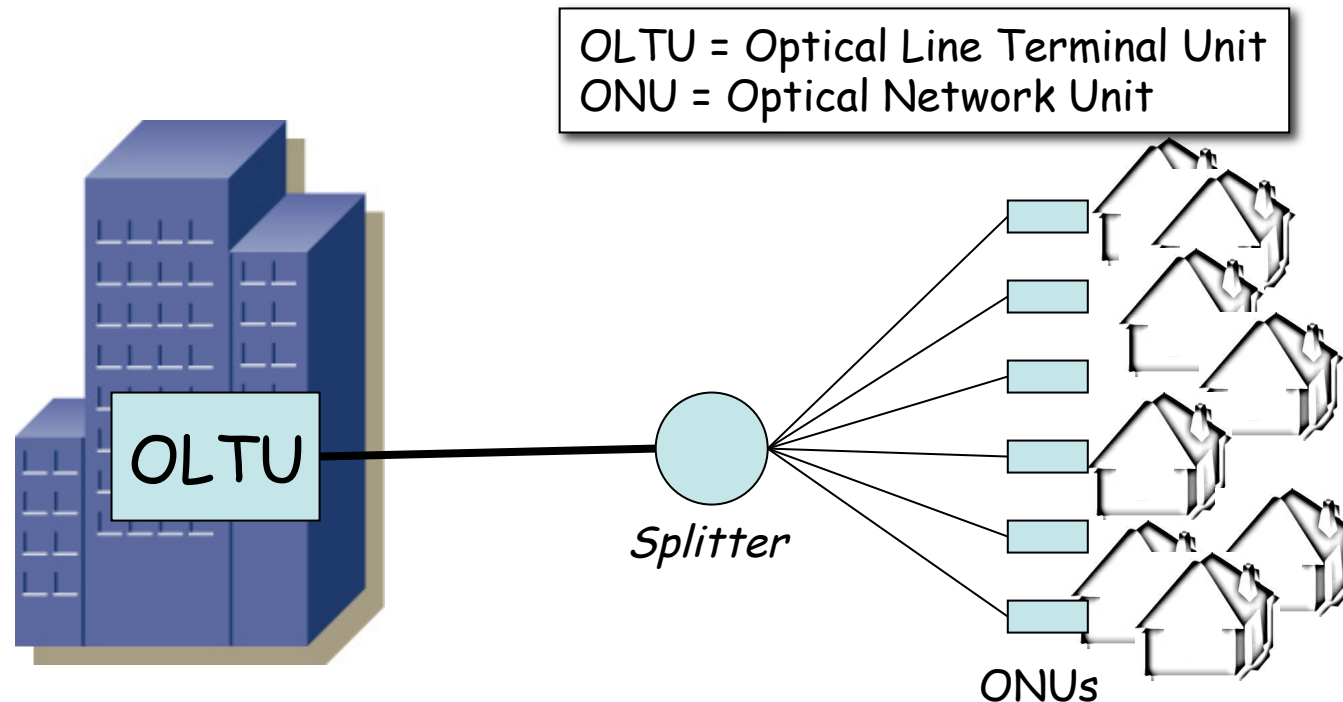 OLTU = Optical Line Terminal Unit
ONU = Optical Network Unit
OLTU
Splitter
ONUs